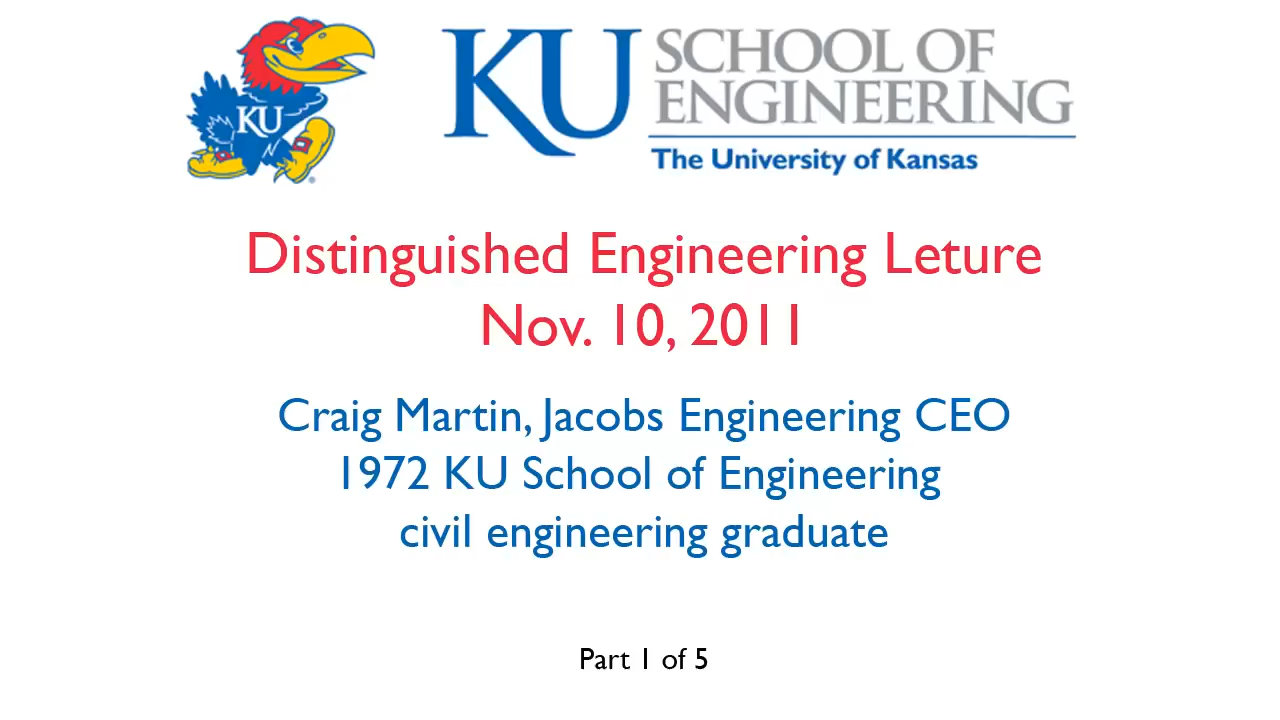 KU
KU SCHOOL OF
ENGINEERING
The University of Kansas
Distinguished Engineering Leture
Nov. 10, 2011
Craig Martin, Jacobs Engineering CEO
1972 KU School of Engineering
civil engineering graduate
Part 1 of 5